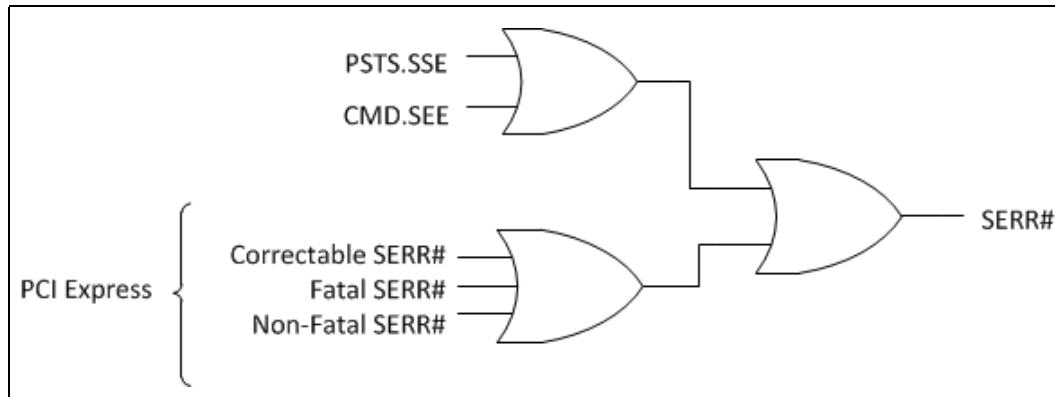 PSTS.SSE
CMD.SEE
SERR#
PCI Express
Correctable SERR#
Fatal SERR#
Non-Fatal SERR#